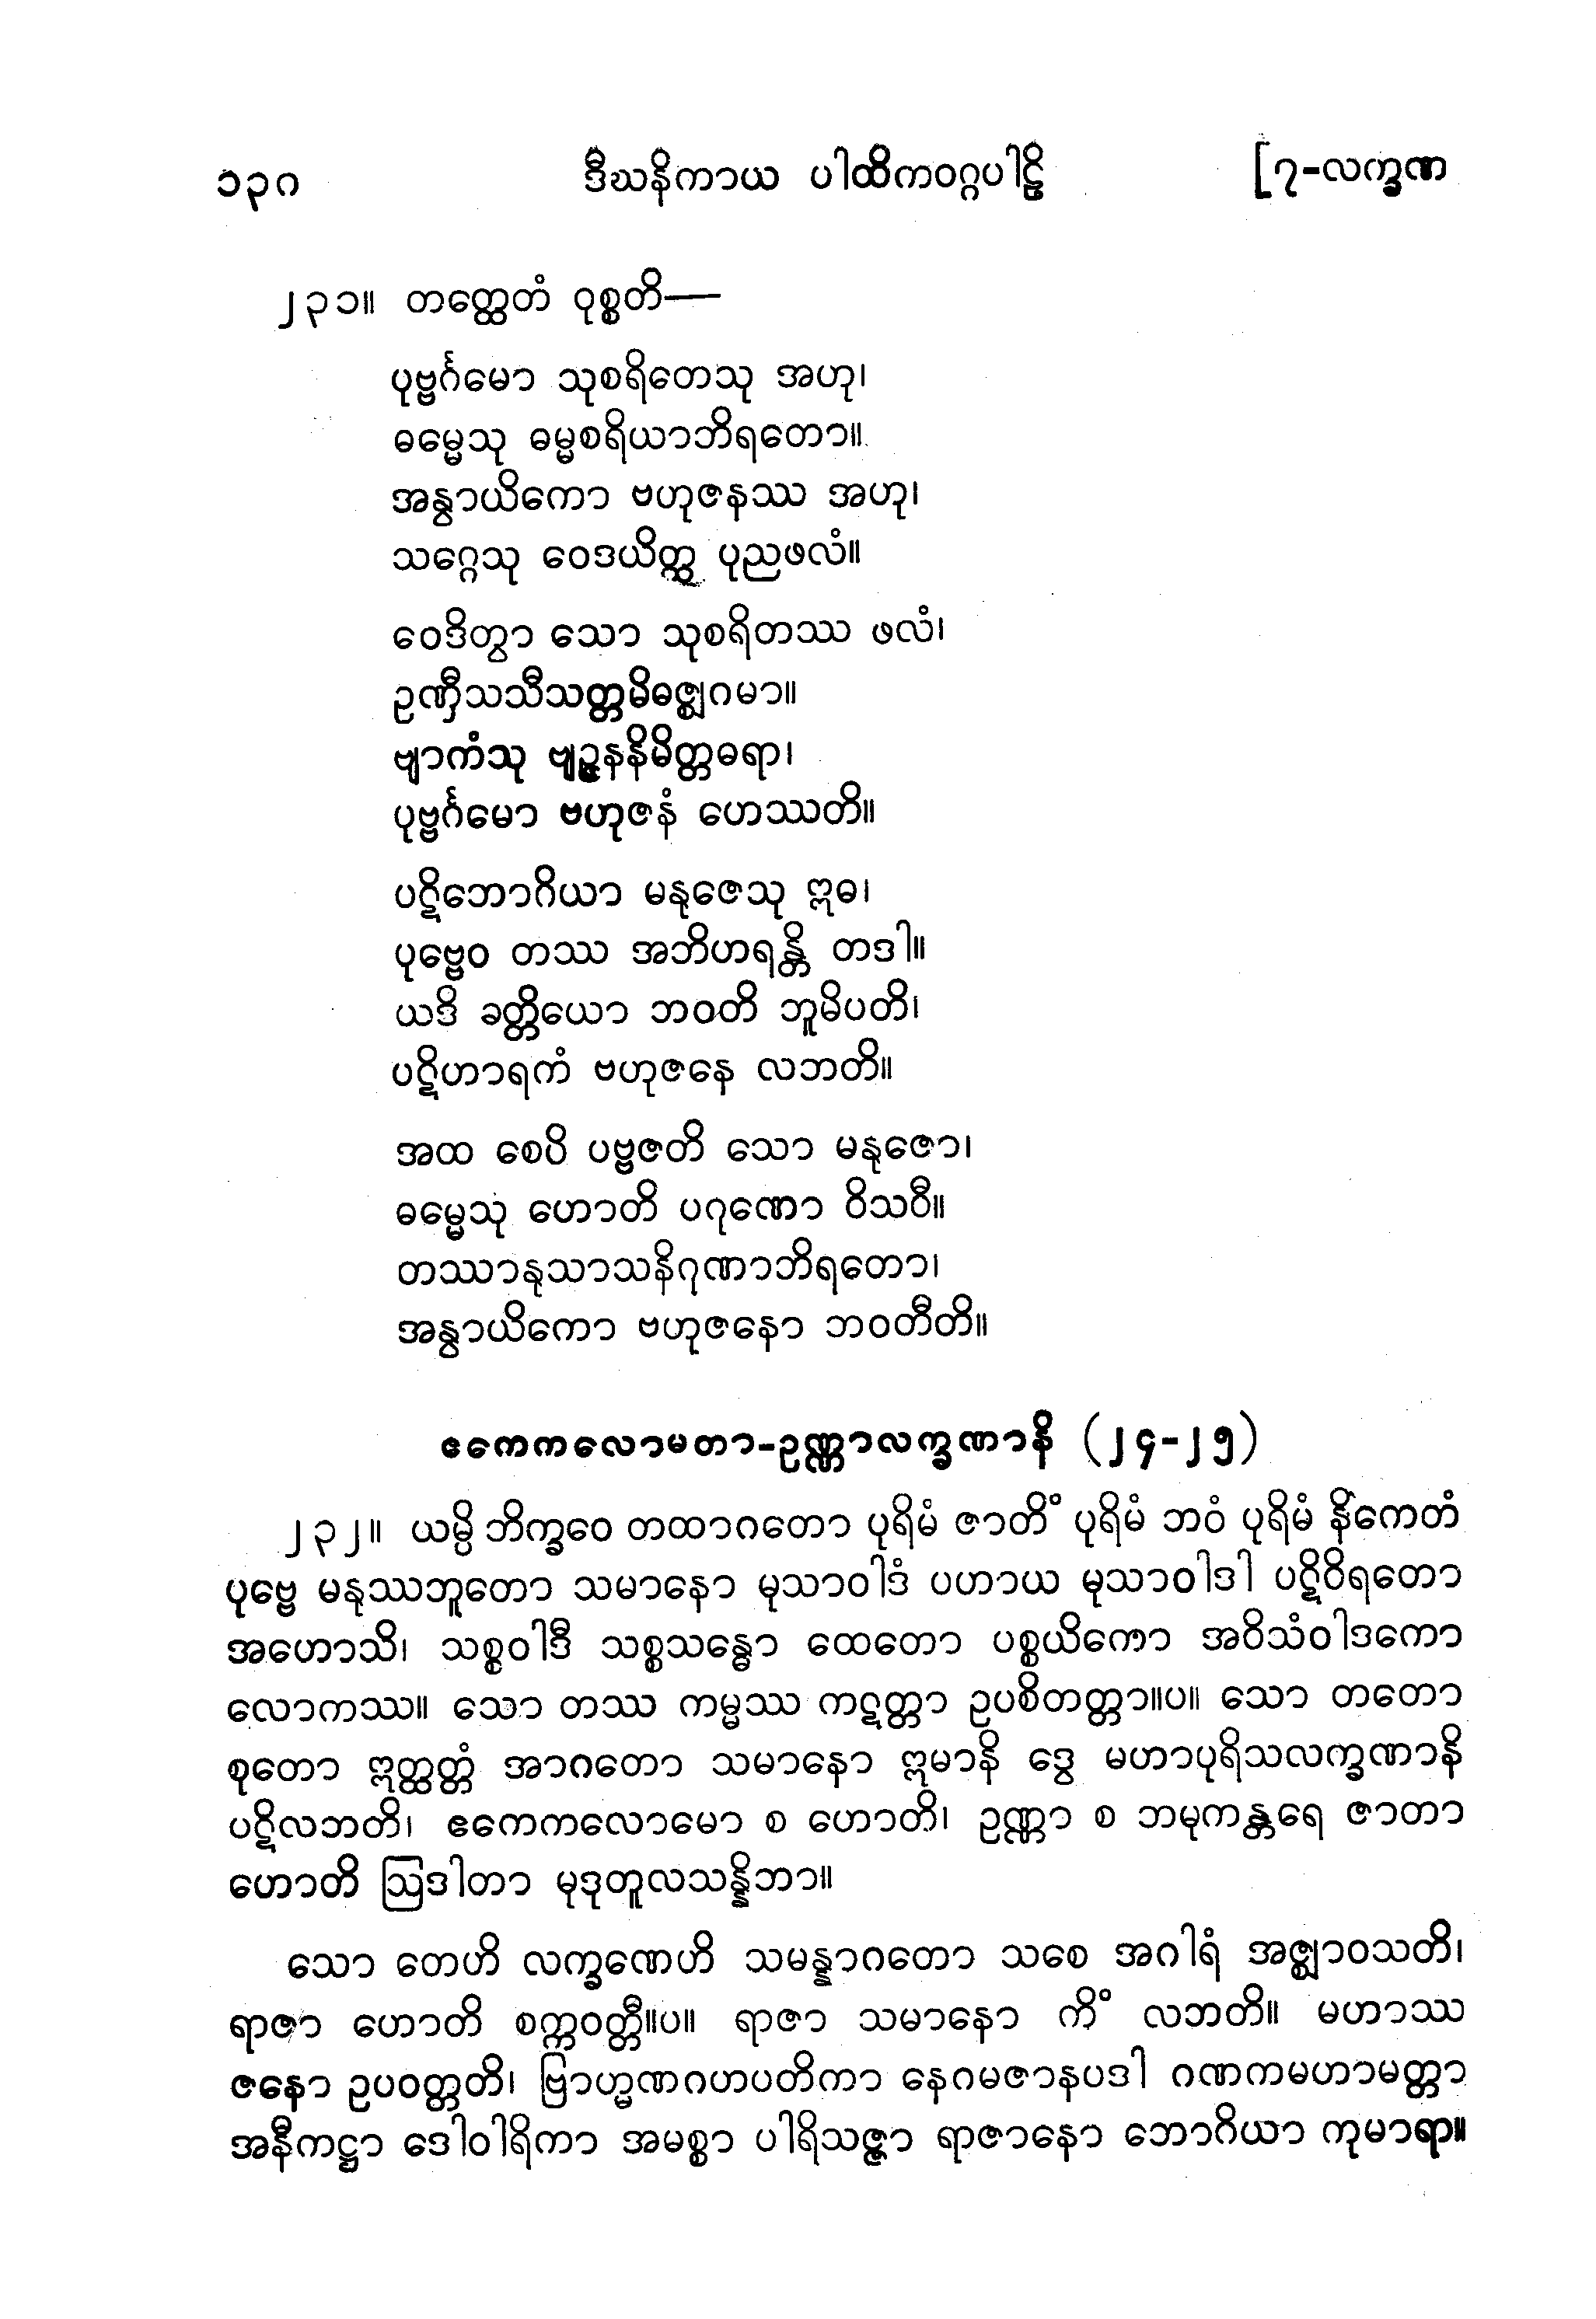 ၁၃၈ ဒီဃနိကာယ ပါထိကဝဂ္ဂပါဠိ [၇-လက္ခဏ
၂၃၁။ တတ္ထေတံ ဝုစ္စတိ—
ပုဗ္ဗင်္ဂမော သုစရိတေသု အဟု၊
ဓမ္မေသု ဓမ္မစရိယာဘိရတော။
အနွာယိကော ဗဟုဇနဿ အဟု၊
သဂ္ဂေသု ဝေဒယိတ္ထ ပုညဖလံ။
ဝေဒိတွာ သော သုစရိတဿ ဖလံ၊
ဥဏှီသသီသတ္တမိဓဇ္ဈဂမာ။
ဗျာကံသု ဗျဉ္ဇနနိမိတ္တဓရာ၊
ပုဗ္ဗင်္ဂမော ဗဟုဇနံ ဟေဿတိ။
ပဋိဘောဂိယာ မနုဇေသု ဣဓ၊
ပုဗ္ဗေဝ တဿ အဘိဟရန္တိ တဒါ။
ယဒိ ခတ္တိယော ဘဝတိ ဘူမိပတိ၊
ပဋိဟာရကံ ဗဟုဇနေ လဘတိ။
အထ စေပိ ပဗ္ဗဇတိ သော မနုဇော၊
ဓမ္မေသု ဟောတိ ပဂုဏော ဝိသဝီ။
တဿာနုသာသနိဂုဏာဘိရတော၊
အနွာယိကော ဗဟုဇနော ဘဝတီတိ။
ဧကေကလောမတာ-ဥဏ္ဏာလက္ခဏာနိ (၂၄-၂၅)
၂၃၂။ ယမ္ပိ ဘိက္ခဝေ တထာဂတော ပုရိမံ ဇာတိံ ပုရိမံ ဘဝံ ပုရိမံ နိကေတံ
ပုဗ္ဗေ မနုဿဘူတော သမာနော မုသာဝါဒံ ပဟာယ မုသာဝါဒါ ပဋိဝိရတော
အဟောသိ၊ သစ္စဝါဒီ သစ္စသန္ဓော ထေတော ပစ္စယိကော အဝိသံဝါဒကော
လောကဿ။ သော တဿ ကမ္မဿ ကဋတ္တာ ဥပစိတတ္တာ။ပ။ သော တတော
စုတော ဣတ္ထတ္တံ အာဂတော သမာနော ဣမာနိ ဒွေ မဟာပုရိသလက္ခဏာနိ
ပဋိလဘတိ၊ ဧကေကလောမော စ ဟောတိ၊ ဥဏ္ဏာ စ ဘမုကန္တရေ ဇာတာ
ဟောတိ ဩဒါတာ မုဒုတူလသန္နိဘာ။
သော တေဟိ လက္ခဏေဟိ သမန္နာဂတော သစေ အဂါရံ အဇ္ဈာဝသတိ၊
ရာဇာ ဟောတိ စက္ကဝတ္တီ။ပ။ ရာဇာ သမာနော ကိံ လဘတိ။ မဟာဿ
ဇနော ဥပဝတ္တတိ၊ ဗြာဟ္မဏဂဟပတိကာ နေဂမဇာနပဒါ ဂဏကမဟာမတ္တာ
အနီကဋ္ဌာ ဒေါဝါရိကာ အမစ္စာ ပါရိသဇ္ဇာ ရာဇာနော ဘောဂိယာ ကုမာရာ။